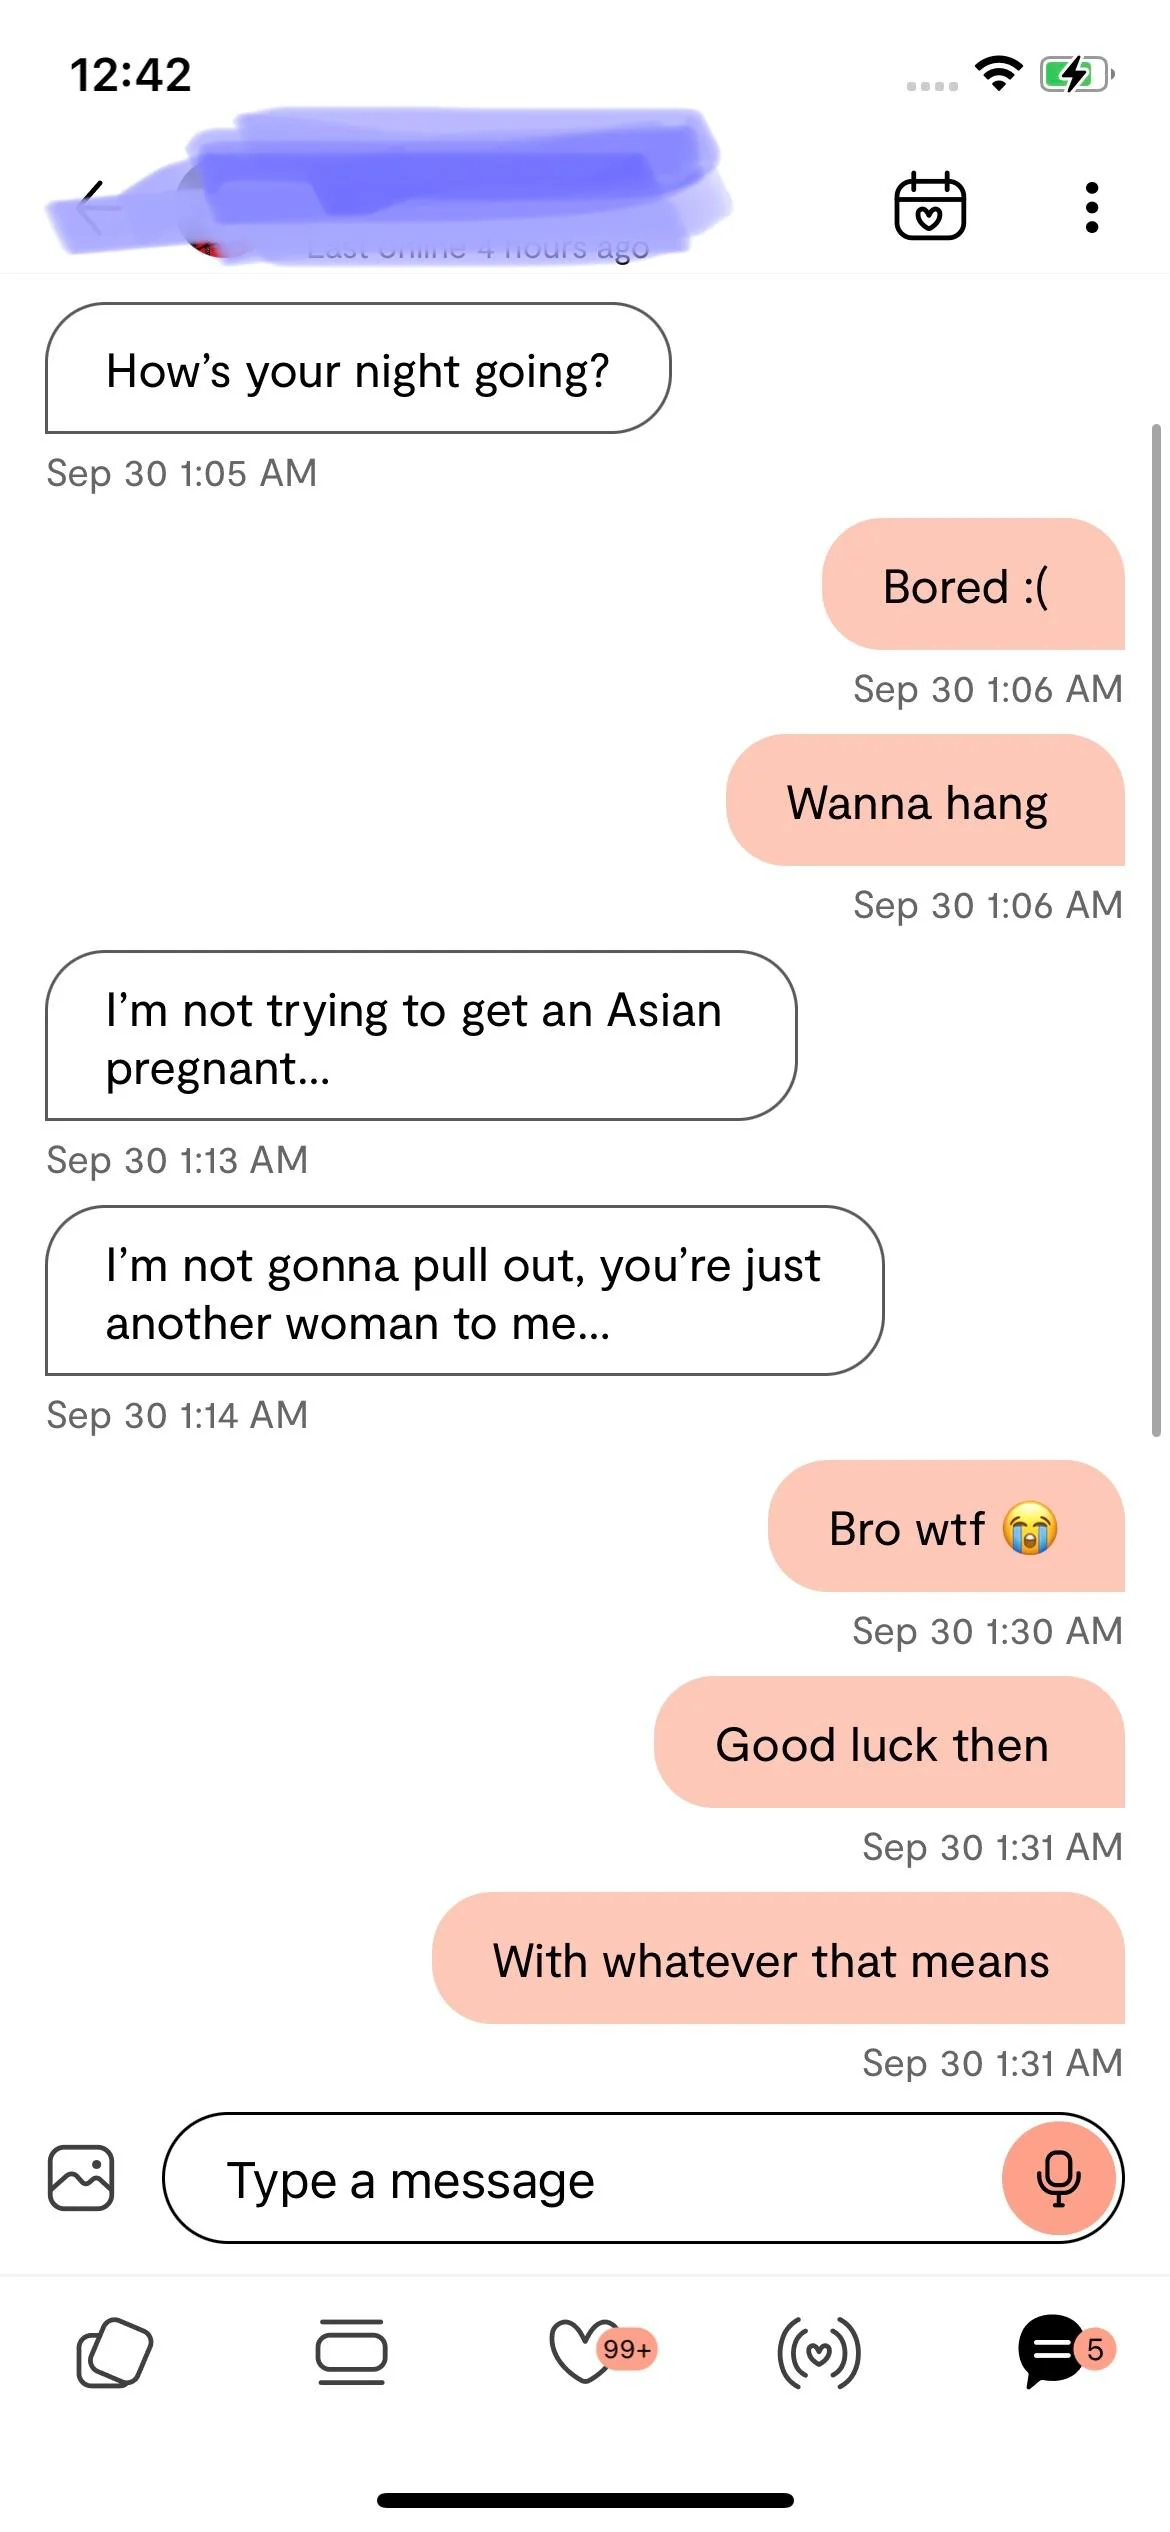 12:42
Last online 4 hours ago
How's your night going?
Sep 30 1:05 AM
Bored :(
Sep 30 1:06 AM
Wanna hang
Sep 30 1:06 AM
I'm not trying to get an Asian
pregnant...
Sep 30 1:13 AM
I'm not gonna pull out, you're just
another woman to me...
Sep 30 1:14 AM
Bro wtf 😭
Sep 30 1:30 AM
Good luck then
Sep 30 1:31 AM
With whatever that means
Sep 30 1:31 AM
Type a message
99+
5